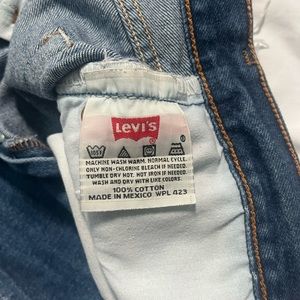 LEVI'S
MACHINE WASH WARM. NORMAL CYCLE.
ONLY NON-CHLORINE BLEACH IF NEEDED.
TUMBLE DRY HOT. HOT IRON IF NEEDED.
WASH AND DRY WITH LIKE COLORS.
100% COTTON
MADE IN MEXICO WPL 423